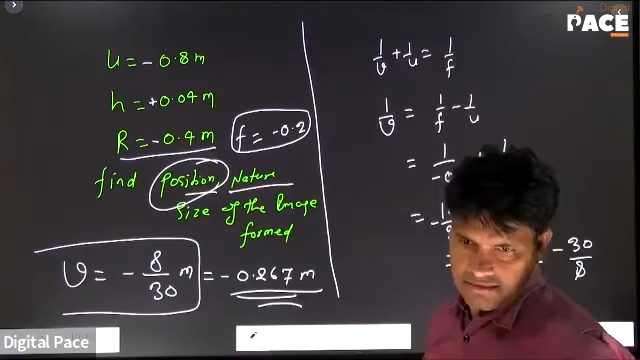 Digital
PACE
u = - 0.8 m
h = +0.04 m
R = - 0.4 m
f = - 0.2
find position, Nature
Size of the Image
formed
v = - 8/30 m = - 0.267 m
1/v + 1/u = 1/f
1/v = 1/f - 1/u
- 30/8
Digital Pace